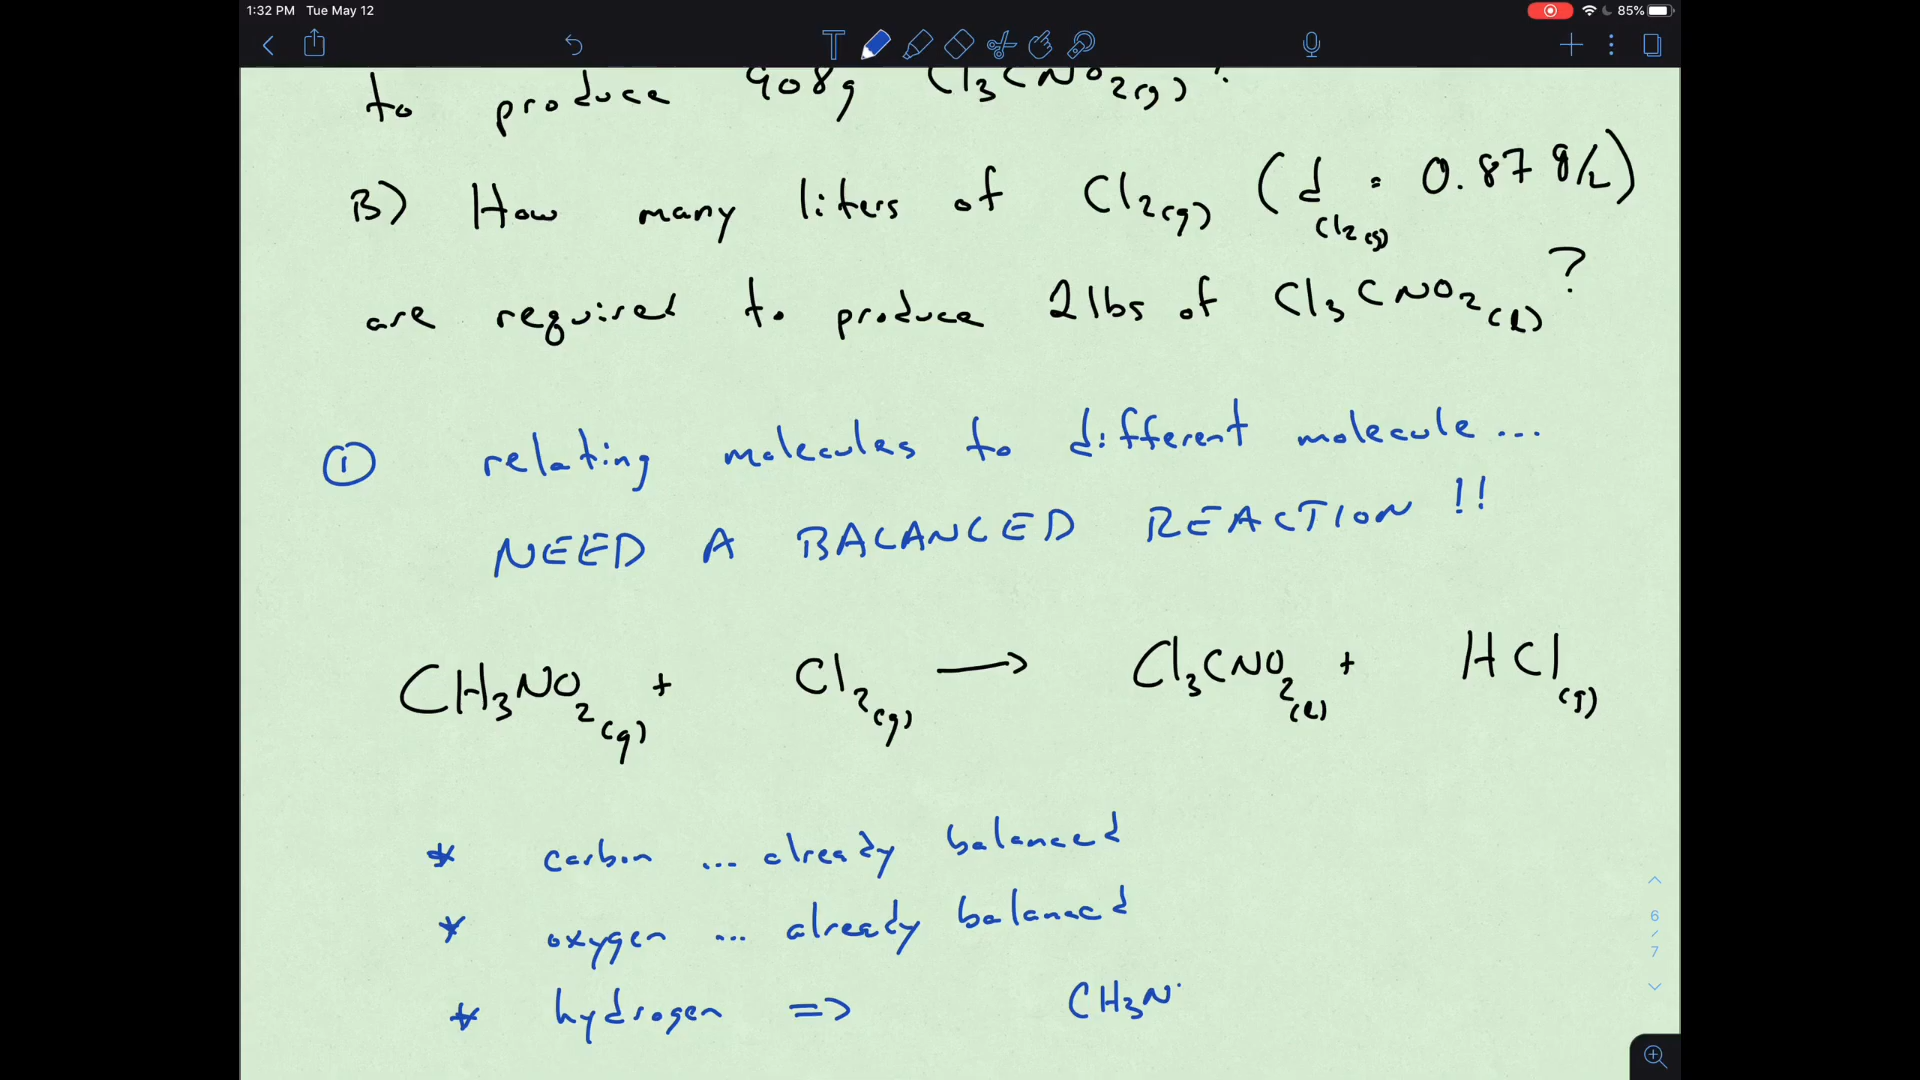 1:32 PM Tue May 12
85%
to produce 908g Cl3CNO2(g)?
B) How many liters of Cl2(g) (dCl2(g) = 0.87 g/L)
are required to produce 2lbs of Cl3CNO2(l)?
① relating molecules to different molecule...
NEED A BALANCED REACTION !!
CH3NO2(g) + Cl2(g) → Cl3CNO2(l) + HCl(g)
* carbon ... already balanced
* oxygen ... already balanced
* hydrogen => CH3N
6
/
7